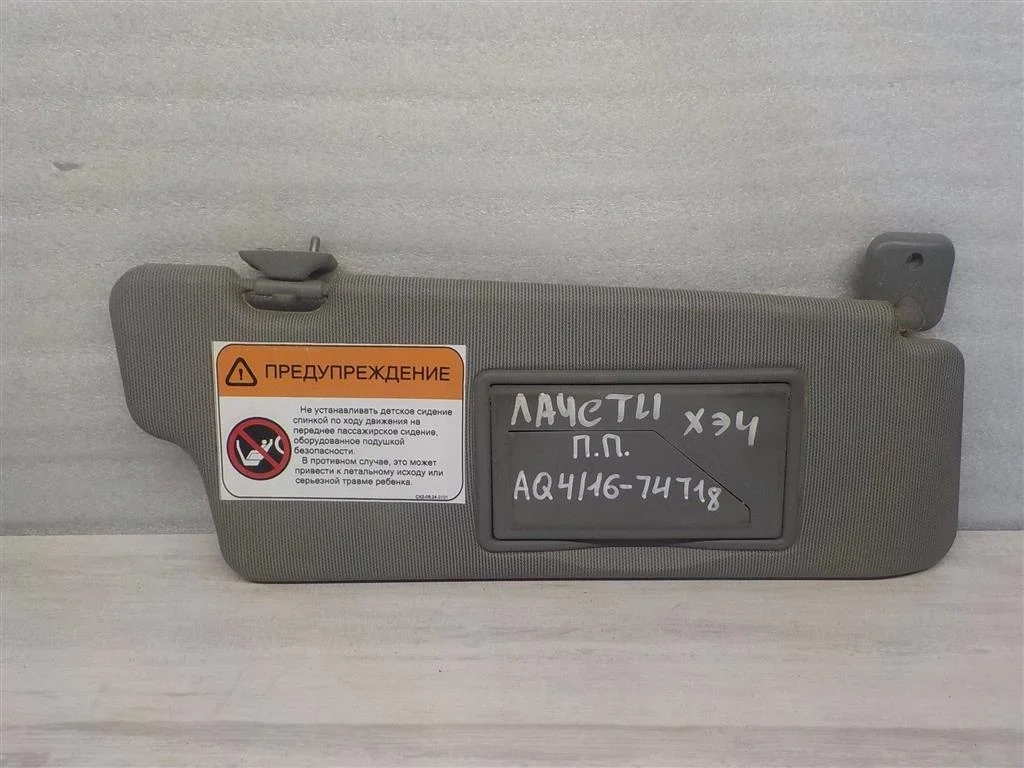 ПРЕДУПРЕЖДЕНИЕ
Не устанавливать детское сидение
спинкой по ходу движения на
переднее пассажирское сидение,
оборудованное подушкой
безопасности.
В противном случае, это может
привести к летальному исходу или
серьезной травме ребенка.
ЛАЧЕТТИ ХЭЧ
П.П.
AQ4/16-74718